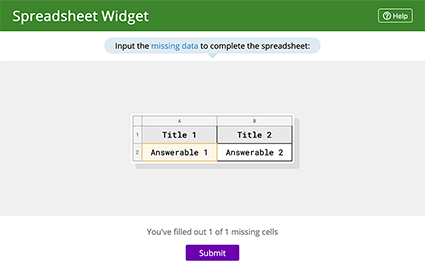 Spreadsheet Widget
Help
Input the missing data to complete the spreadsheet:
A B
1 Title 1 Title 2
2 Answerable 1 Answerable 2
You've filled out 1 of 1 missing cells
Submit